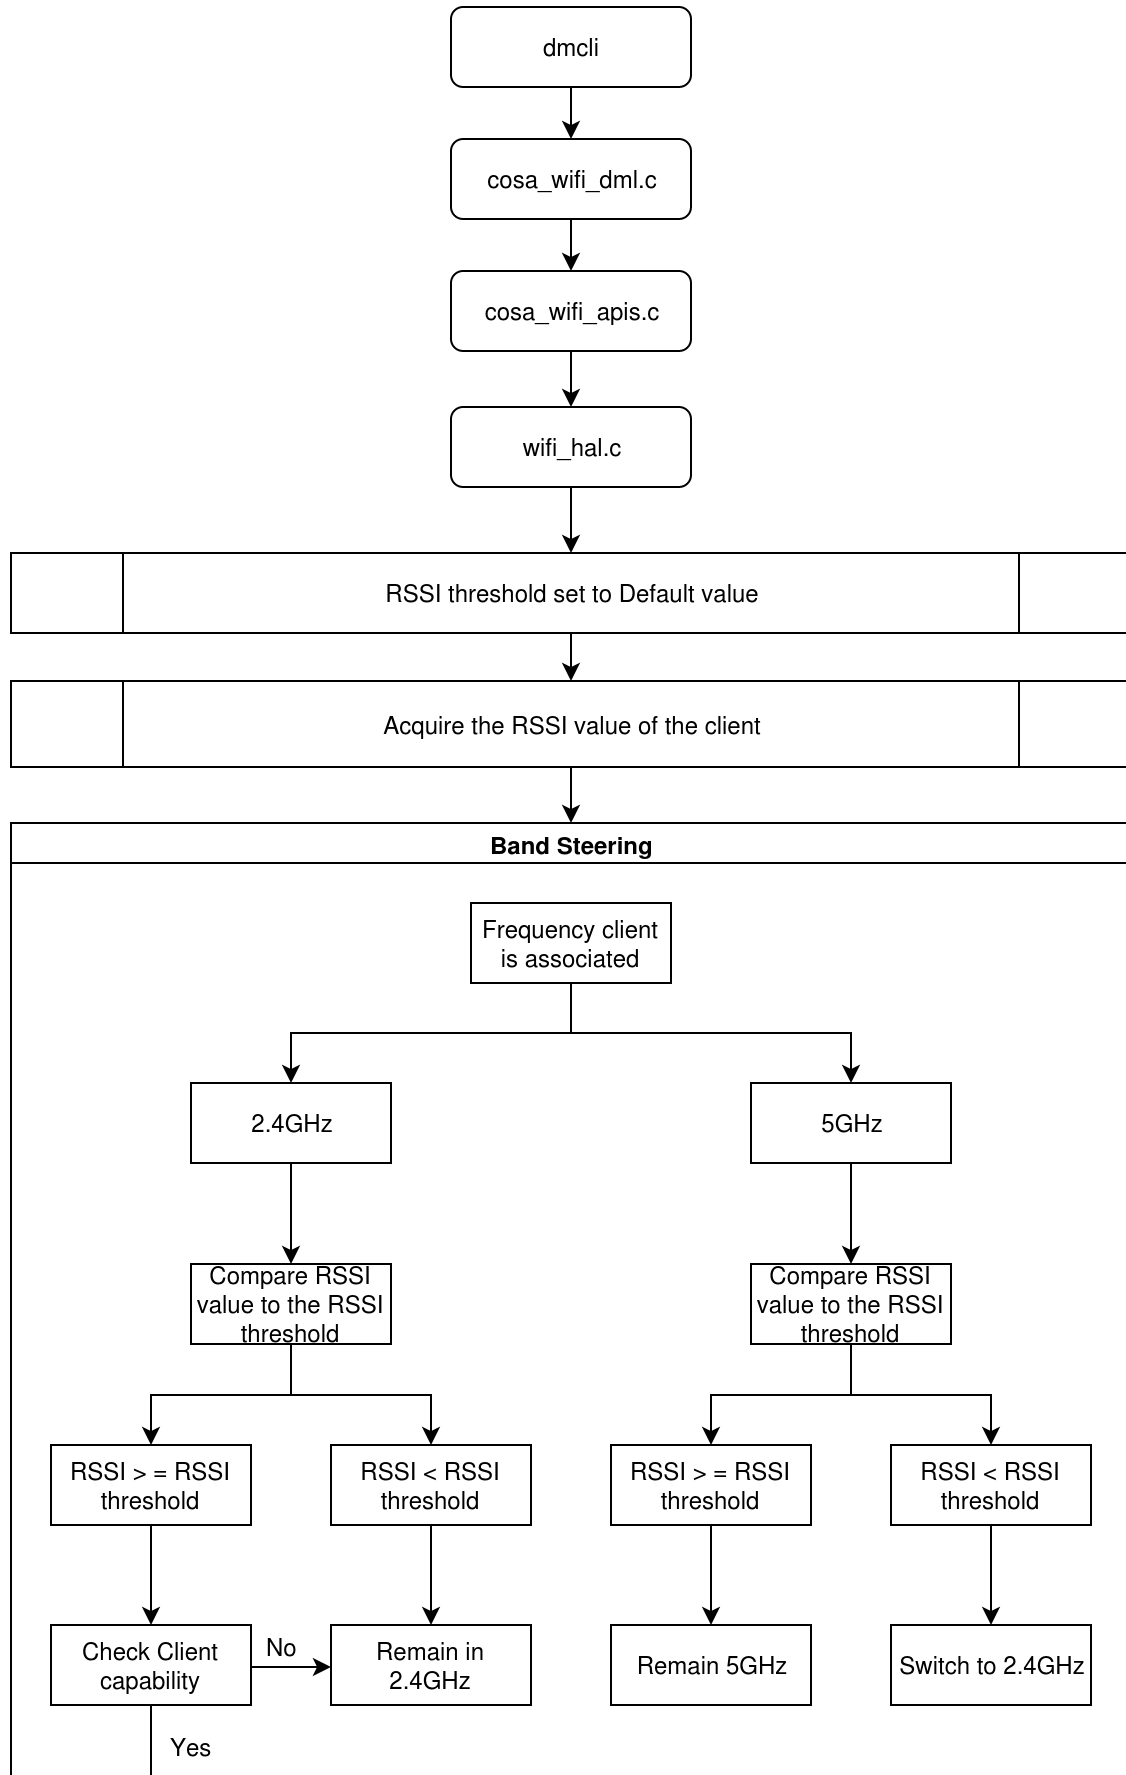 dmcli
cosa_wifi_dml.c
cosa_wifi_apis.c
wifi_hal.c
RSSI threshold set to Default value
Acquire the RSSI value of the client
Band Steering
Frequency client
is associated
2.4GHz
5GHz
Compare RSSI
value to the RSSI
threshold
Compare RSSI
value to the RSSI
threshold
RSSI > = RSSI
threshold
RSSI < RSSI
threshold
RSSI > = RSSI
threshold
RSSI < RSSI
threshold
Check Client
capability
No
Remain in
2.4GHz
Remain 5GHz
Switch to 2.4GHz
Yes